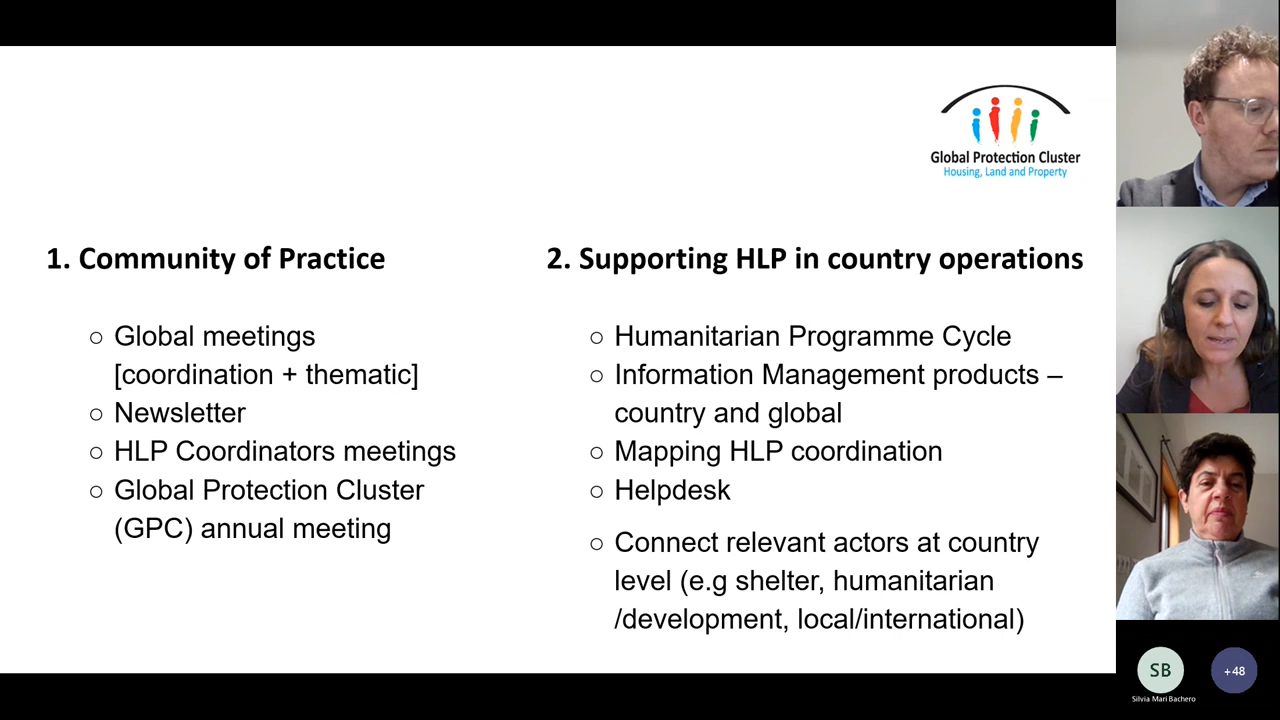 Global Protection Cluster
Housing, Land and Property
1. Community of Practice
○ Global meetings
[coordination + thematic]
○ Newsletter
○ HLP Coordinators meetings
○ Global Protection Cluster
(GPC) annual meeting
2. Supporting HLP in country operations
○ Humanitarian Programme Cycle
○ Information Management products –
country and global
○ Mapping HLP coordination
○ Helpdesk
○ Connect relevant actors at country
level (e.g shelter, humanitarian
/development, local/international)
SB
+48
Silvia Mari Bachero